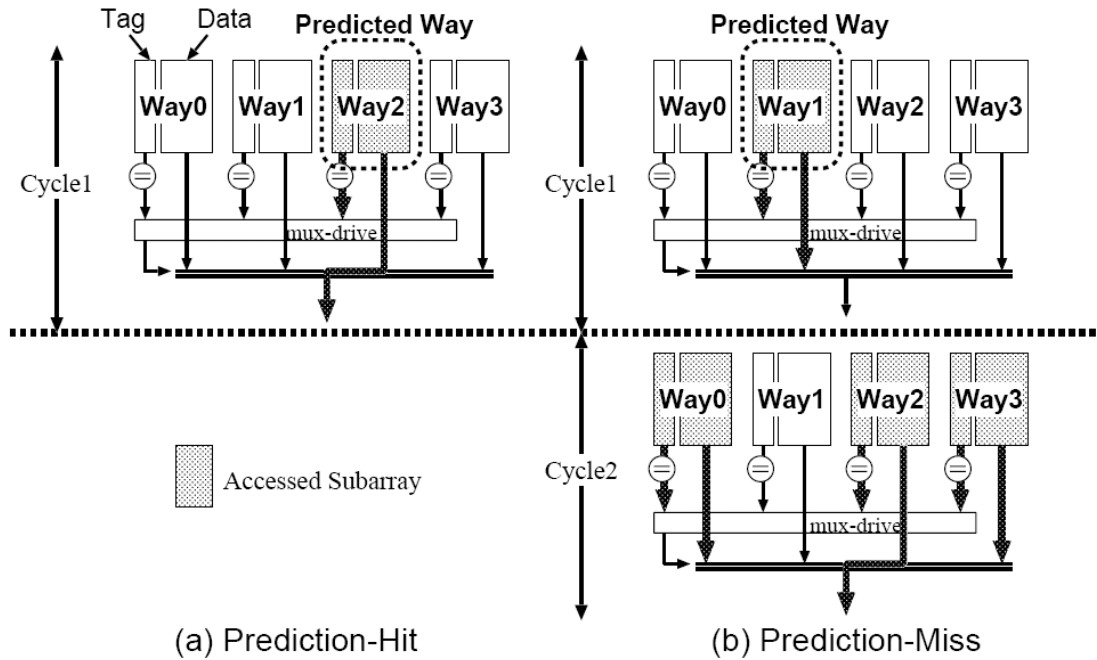 Tag
Data
Predicted Way
Way0
Way1
Way2
Way3
Cycle1
=
=
=
=
mux-drive
Predicted Way
Way0
Way1
Way2
Way3
Cycle1
=
=
=
=
mux-drive
Accessed Subarray
Way0
Way1
Way2
Way3
Cycle2
=
=
=
=
mux-drive
(a) Prediction-Hit
(b) Prediction-Miss